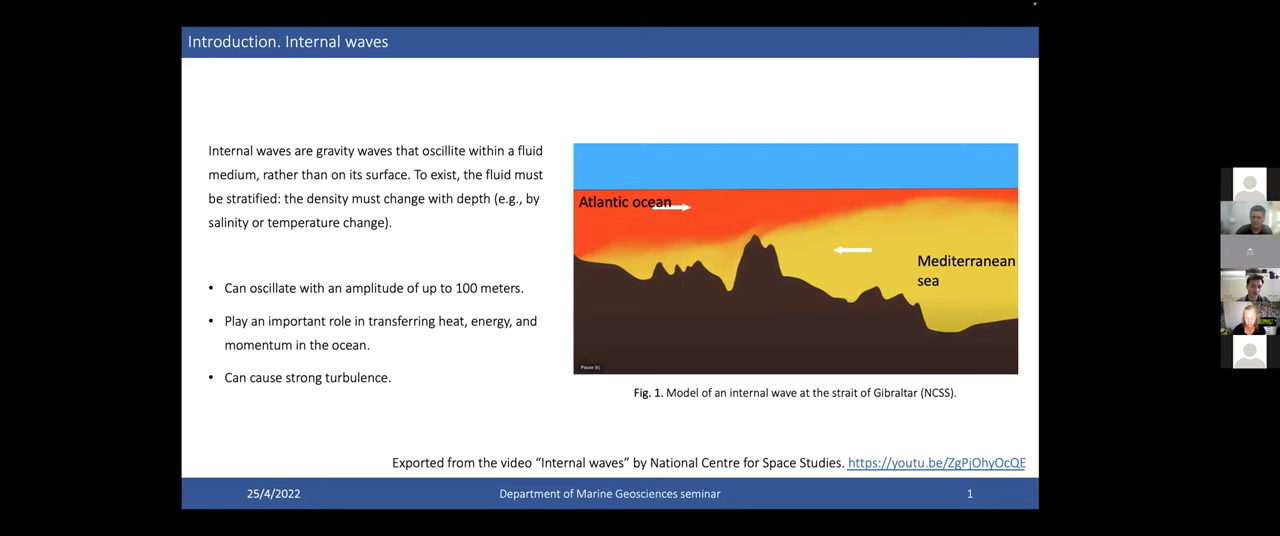 Introduction. Internal waves
Internal waves are gravity waves that oscillite within a fluid
medium, rather than on its surface. To exist, the fluid must
be stratified: the density must change with depth (e.g., by
salinity or temperature change).
• Can oscillate with an amplitude of up to 100 meters.
• Play an important role in transferring heat, energy, and
momentum in the ocean.
• Can cause strong turbulence.
Atlantic ocean
Mediterranean
sea
Pause (k)
Fig. 1. Model of an internal wave at the strait of Gibraltar (NCSS).
Exported from the video “Internal waves” by National Centre for Space Studies. https://youtu.be/ZgPjOhyOcQE
25/4/2022
Department of Marine Geosciences seminar
1